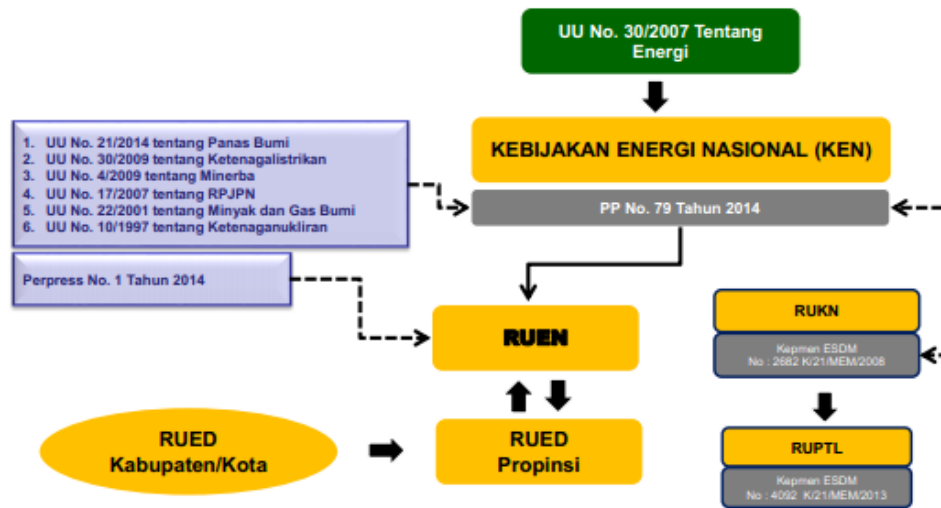 UU No. 30/2007 Tentang
Energi
1. UU No. 21/2014 tentang Panas Bumi
2. UU No. 30/2009 tentang Ketenagalistrikan
3. UU No. 4/2009 tentang Minerba
4. UU No. 17/2007 tentang RPJPN
5. UU No. 22/2001 tentang Minyak dan Gas Bumi
6. UU No. 10/1997 tentang Ketenaganukliran
KEBIJAKAN ENERGI NASIONAL (KEN)
PP No. 79 Tahun 2014
Perpress No. 1 Tahun 2014
RUEN
RUKN
Kepmen ESDM
No : 2682 K/21/MEM/2008
RUED
Kabupaten/Kota
RUED
Propinsi
RUPTL
Kepmen ESDM
No : 4092 K/21/MEM/2013